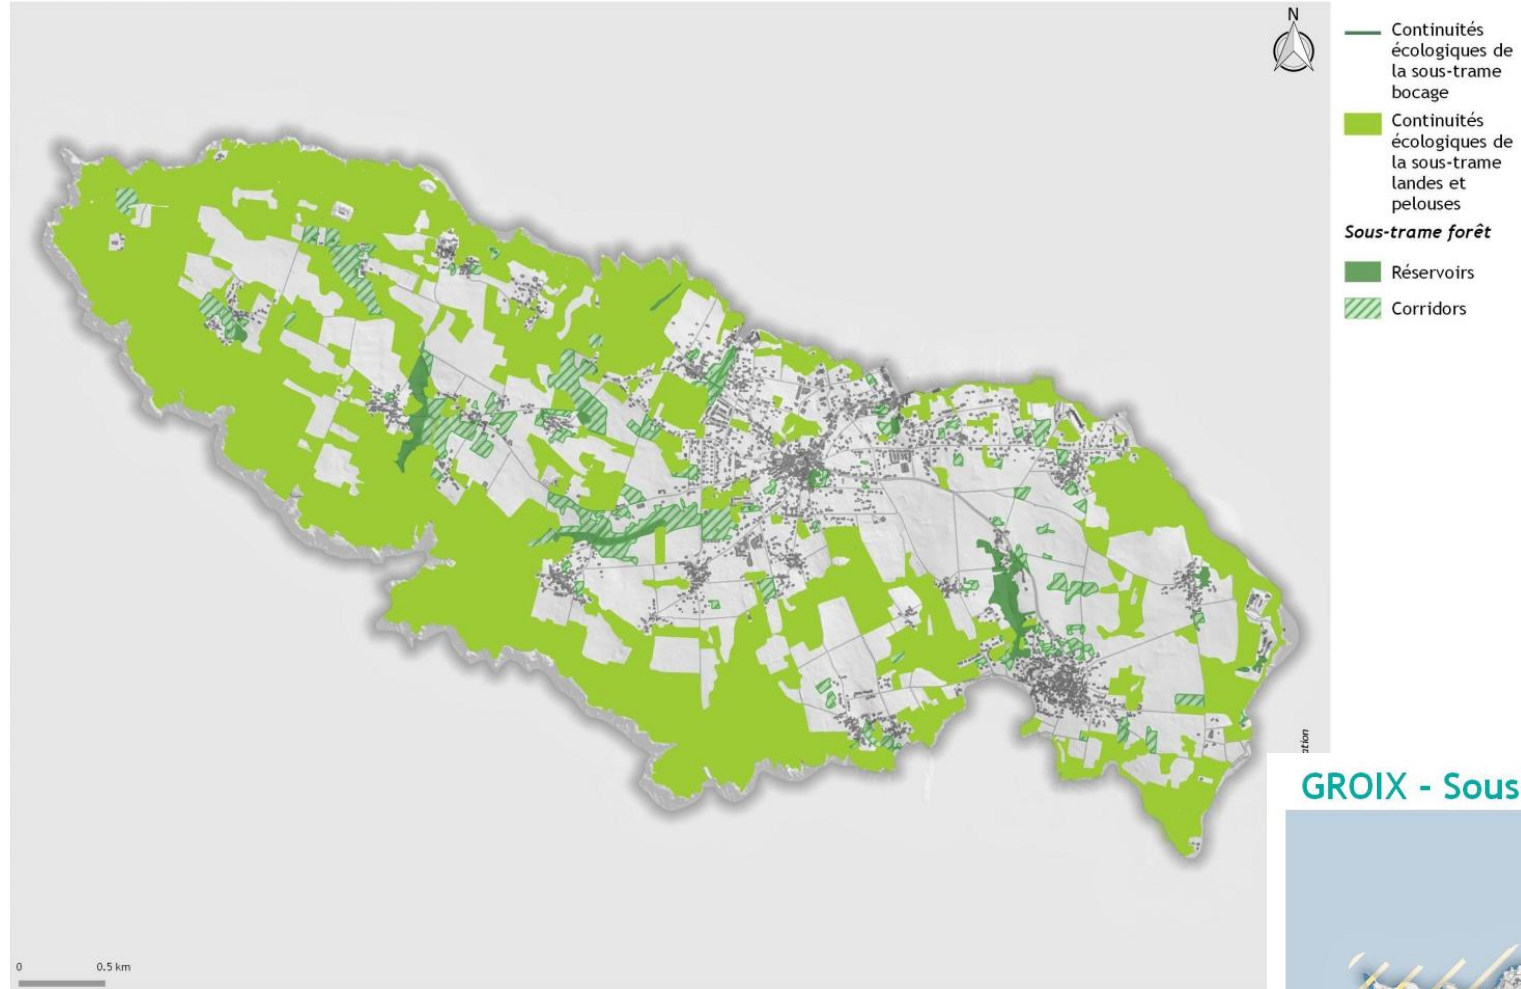 N
Continuités
écologiques de
la sous-trame
bocage
Continuités
écologiques de
la sous-trame
landes et
pelouses
Sous-trame forêt
Réservoirs
Corridors
ation
GROIX - Sous
0 0.5 km